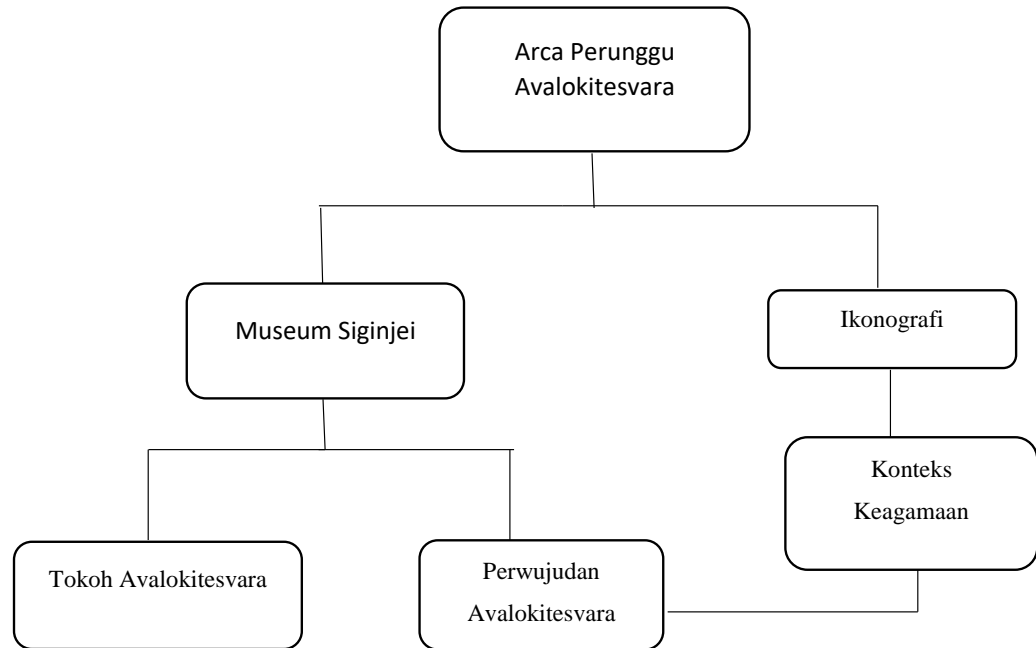 Arca Perunggu
Avalokitesvara
Museum Siginjei
Ikonografi
Konteks
Keagamaan
Tokoh Avalokitesvara
Perwujudan
Avalokitesvara